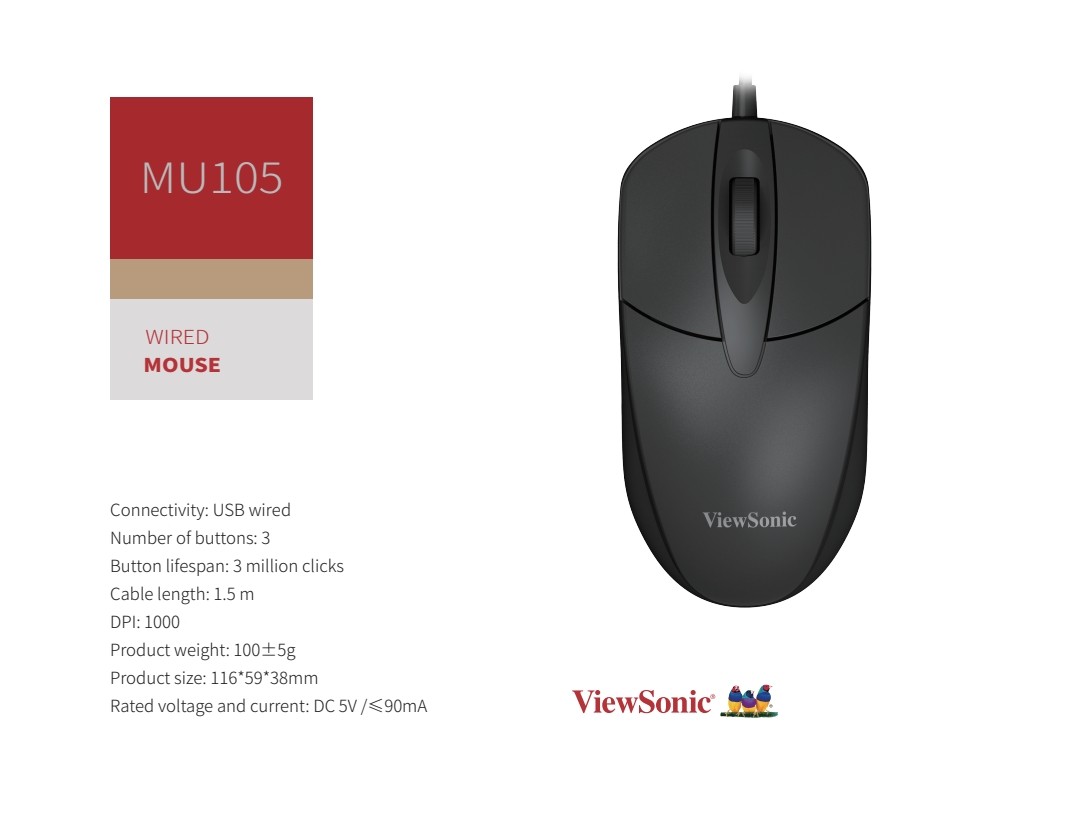 MU105
WIRED
MOUSE
Connectivity: USB wired
Number of buttons: 3
Button lifespan: 3 million clicks
Cable length: 1.5 m
DPI: 1000
Product weight: 100±5g
Product size: 116*59*38mm
Rated voltage and current: DC 5V /≤90mA
ViewSonic
ViewSonic®